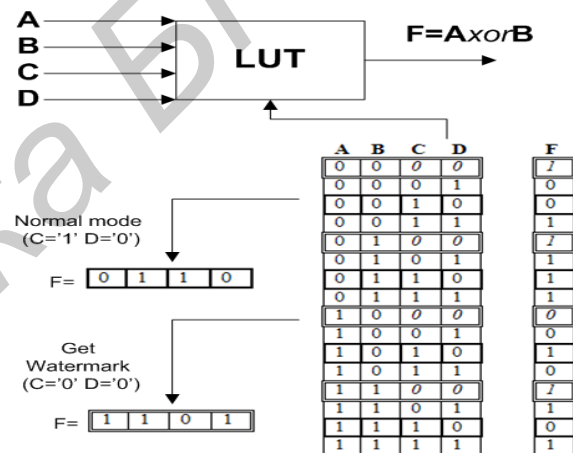 A
B
C
D
LUT
F=AxorB
A B C D F
0 0 0 0 1
0 0 0 1 0
0 0 1 0 0
0 0 1 1 1
0 1 0 0 1
0 1 0 1 1
0 1 1 0 1
0 1 1 1 1
1 0 0 0 0
1 0 0 1 0
1 0 1 0 1
1 0 1 1 0
1 1 0 0 1
1 1 0 1 1
1 1 1 0 0
1 1 1 1 1
Normal mode
(C='1' D='0')
F= 0 1 1 0
Get
Watermark
(C='0' D='0')
F= 1 1 0 1